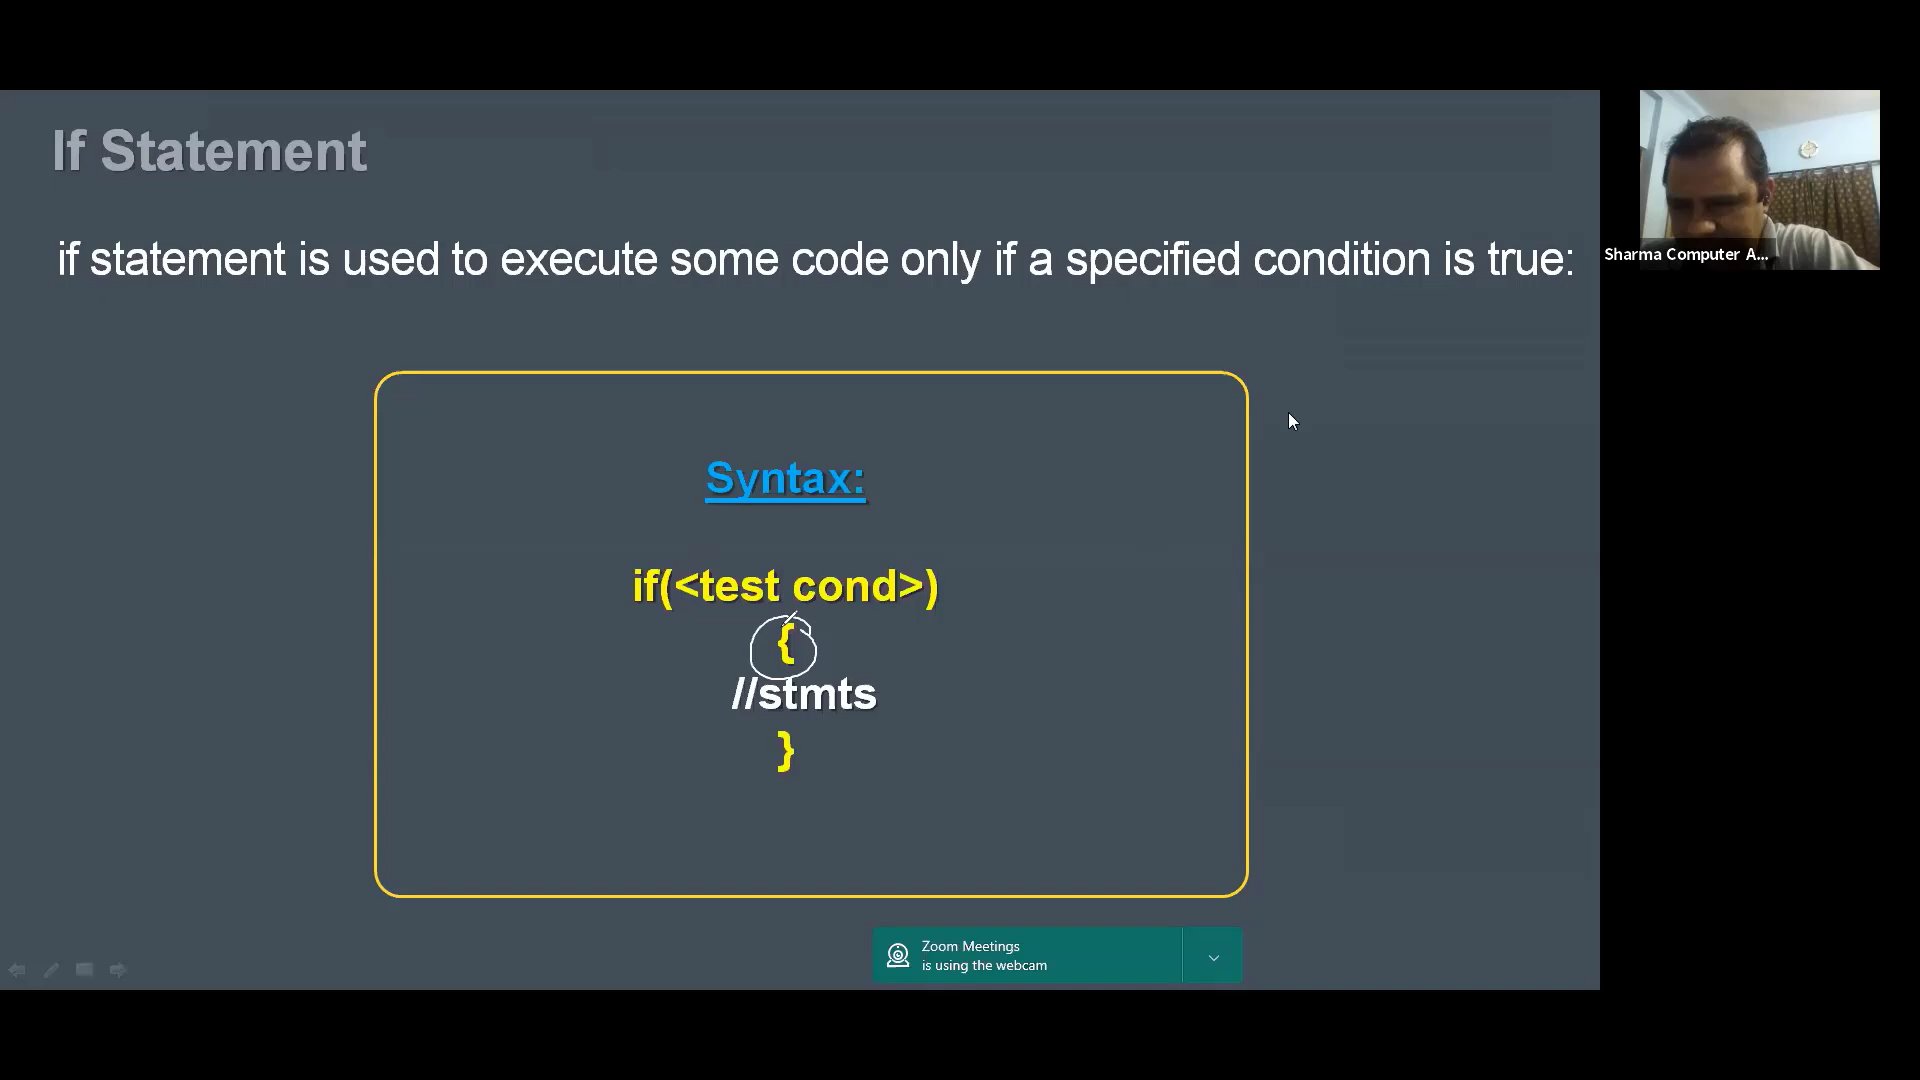 If Statement
if statement is used to execute some code only if a specified condition is true:
Syntax:
if(<test cond>)
{
//stmts
}
Sharma Computer A...
Zoom Meetings
is using the webcam